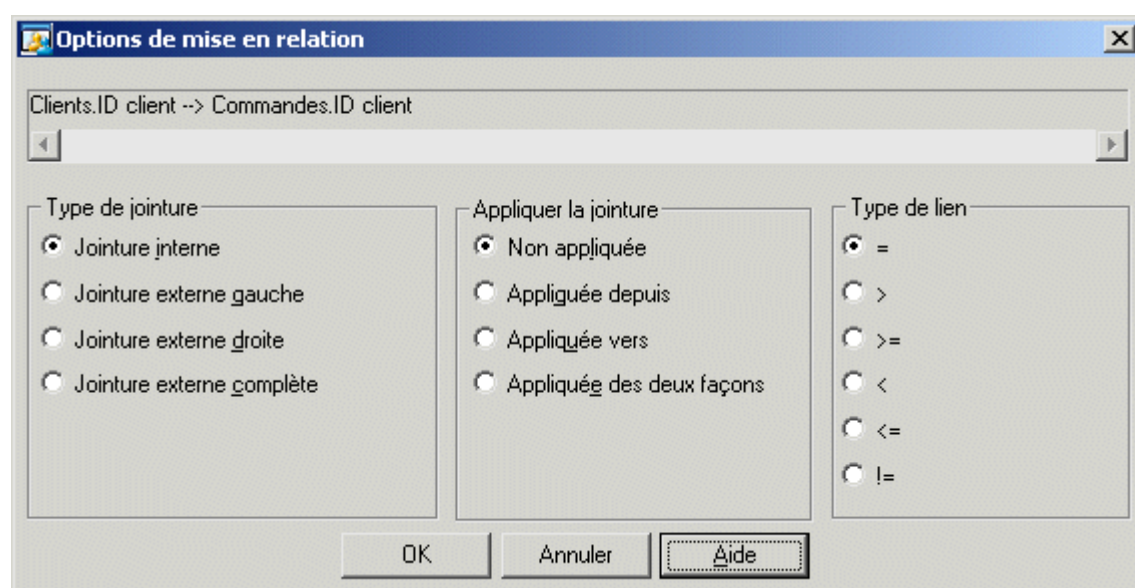 Options de mise en relation
Clients.ID client --> Commandes.ID client
Type de jointure
Jointure interne
Jointure externe gauche
Jointure externe droite
Jointure externe complète
Appliquer la jointure
Non appliquée
Appliquée depuis
Appliquée vers
Appliquée des deux façons
Type de lien
=
>
>=
<
<=
!=
OK
Annuler
Aide